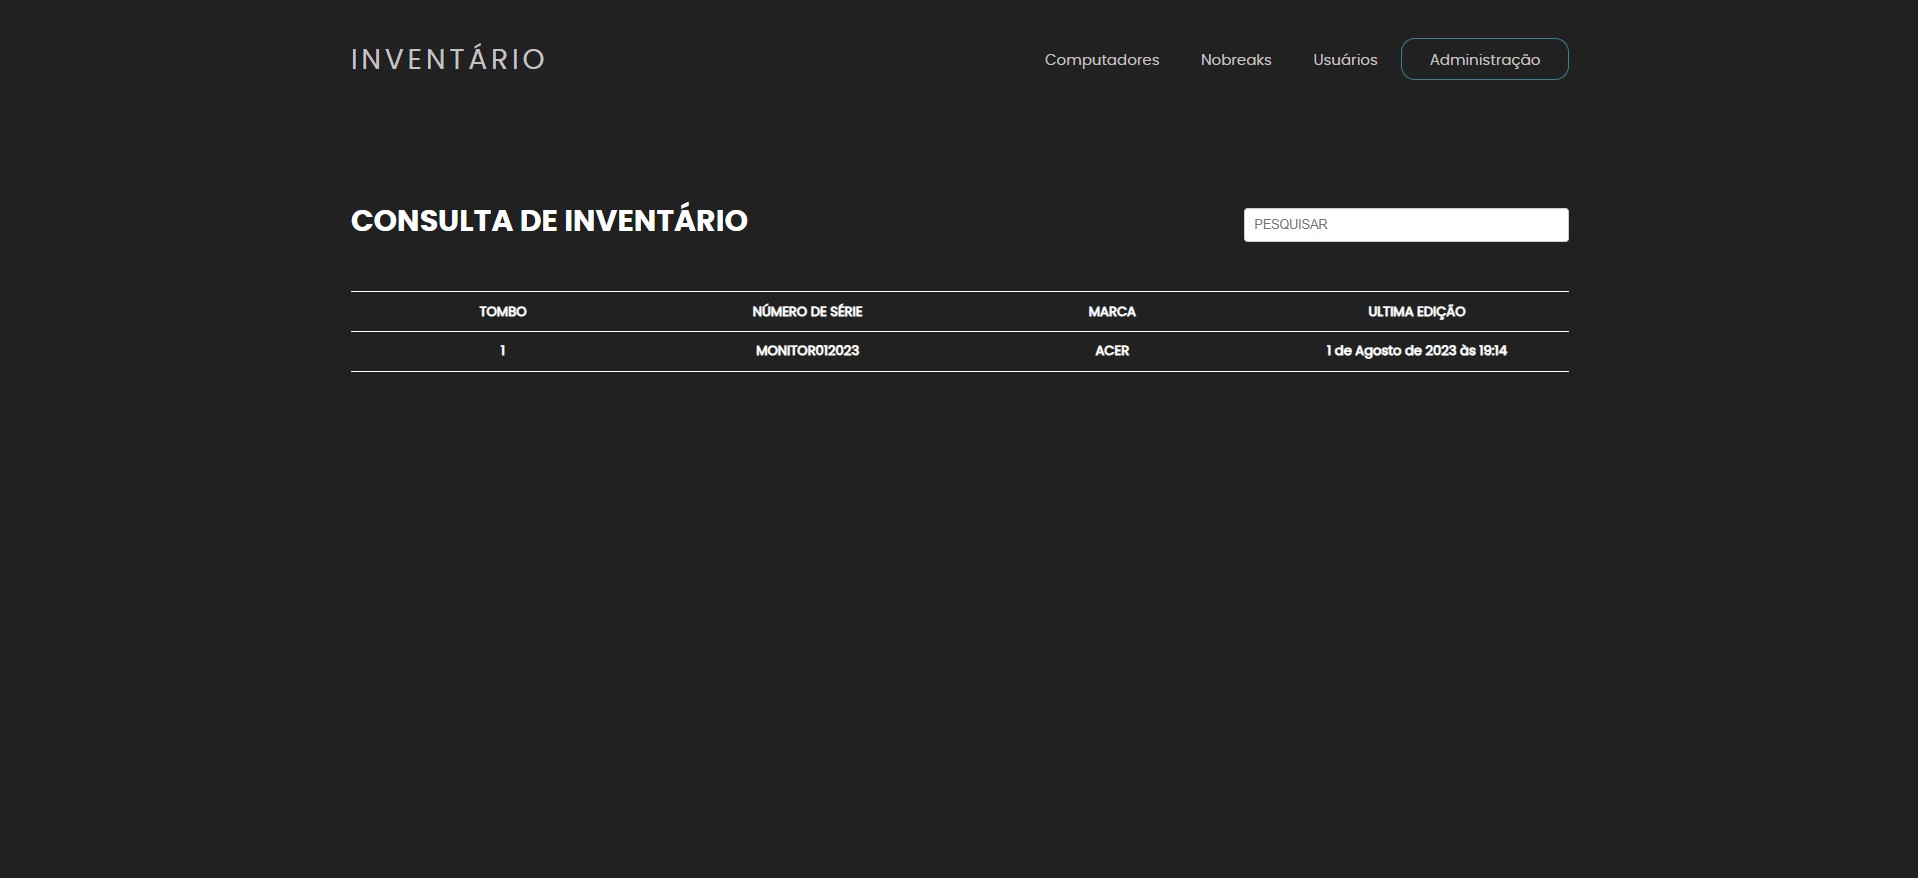 INVENTÁRIO
Computadores Nobreaks Usuários Administração
CONSULTA DE INVENTÁRIO
PESQUISAR
TOMBO NÚMERO DE SÉRIE MARCA ULTIMA EDIÇÃO
1 MONITOR012023 ACER 1 de Agosto de 2023 às 19:14